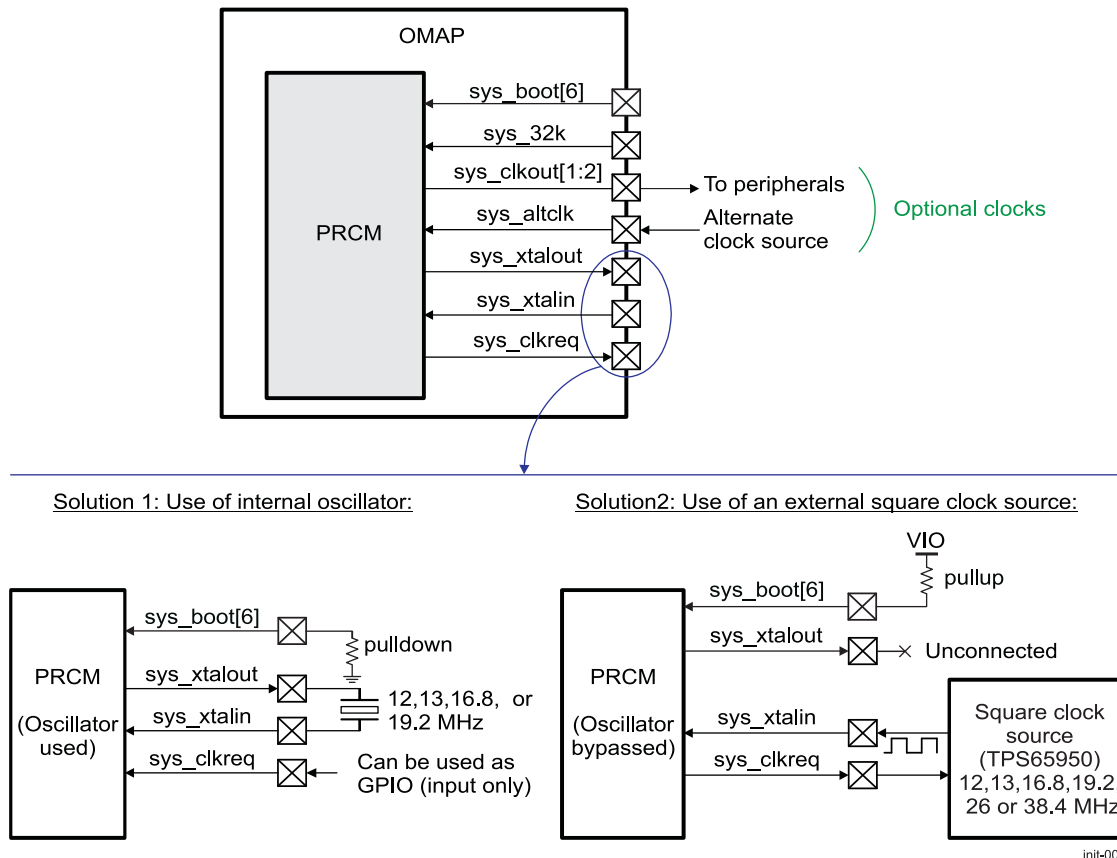 OMAP
PRCM
sys_boot[6]
sys_32k
sys_clkout[1:2]
sys_altclk
sys_xtalout
sys_xtalin
sys_clkreq
To peripherals
Alternate
clock source
Optional clocks
Solution 1: Use of internal oscillator:
PRCM
(Oscillator
used)
sys_boot[6]
pulldown
sys_xtalout
12,13,16.8, or
19.2 MHz
sys_xtalin
sys_clkreq
Can be used as
GPIO (input only)
Solution2: Use of an external square clock source:
VIO
pullup
sys_boot[6]
sys_xtalout
Unconnected
PRCM
(Oscillator
bypassed)
sys_xtalin
sys_clkreq
Square clock
source
(TPS65950)
12,13,16.8,19.2
26 or 38.4 MHz
init-00